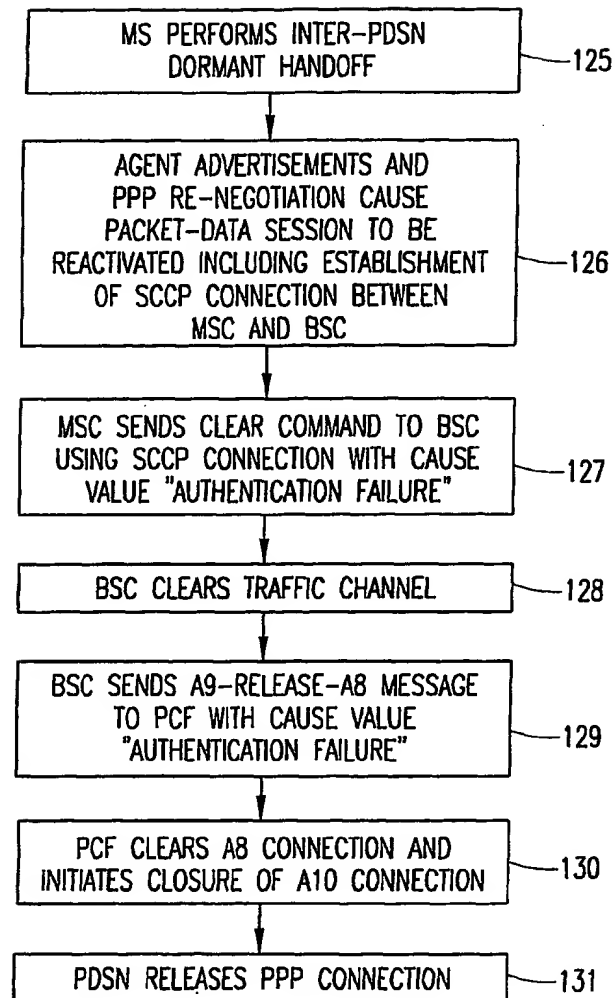 MS PERFORMS INTER-PDSN
DORMANT HANDOFF
125
AGENT ADVERTISEMENTS AND
PPP RE-NEGOTIATION CAUSE
PACKET-DATA SESSION TO BE
REACTIVATED INCLUDING ESTABLISHMENT
OF SCCP CONNECTION BETWEEN
MSC AND BSC
126
MSC SENDS CLEAR COMMAND TO BSC
USING SCCP CONNECTION WITH CAUSE
VALUE "AUTHENTICATION FAILURE"
127
BSC CLEARS TRAFFIC CHANNEL
128
BSC SENDS A9-RELEASE-A8 MESSAGE
TO PCF WITH CAUSE VALUE
"AUTHENTICATION FAILURE"
129
PCF CLEARS A8 CONNECTION AND
INITIATES CLOSURE OF A10 CONNECTION
130
PDSN RELEASES PPP CONNECTION
131